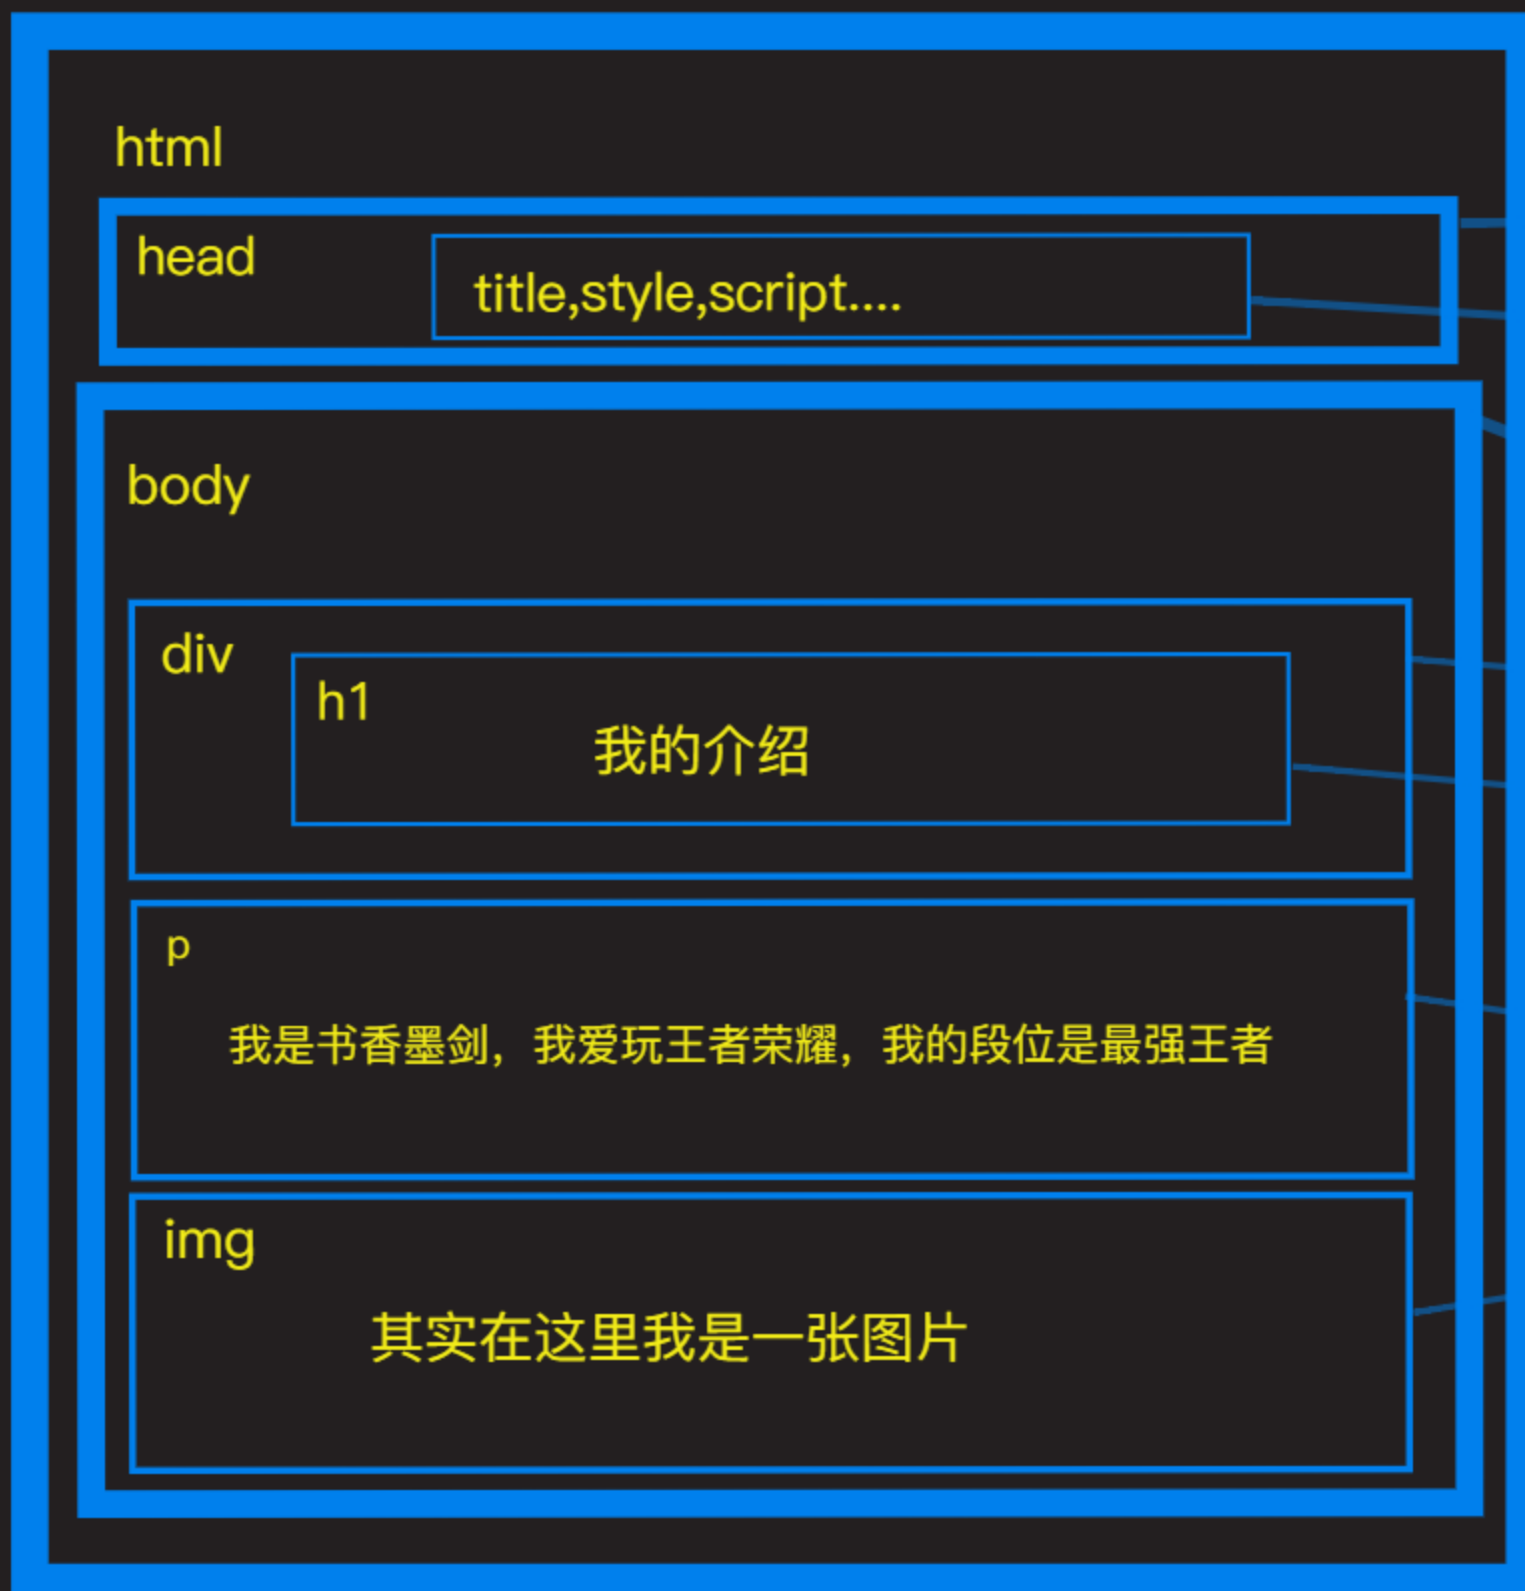 html
head
title,style,script....
body
div
h1
我的介绍
p
我是书香墨剑，我爱玩王者荣耀，我的段位是最强王者
img
其实在这里我是一张图片